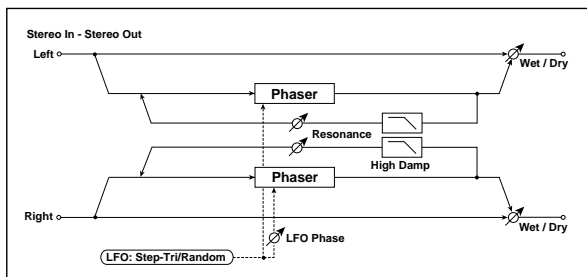 Stereo In - Stereo Out
Left
Wet / Dry
Phaser
Resonance
High Damp
Phaser
Right
Wet / Dry
LFO Phase
LFO: Step-Tri/Random